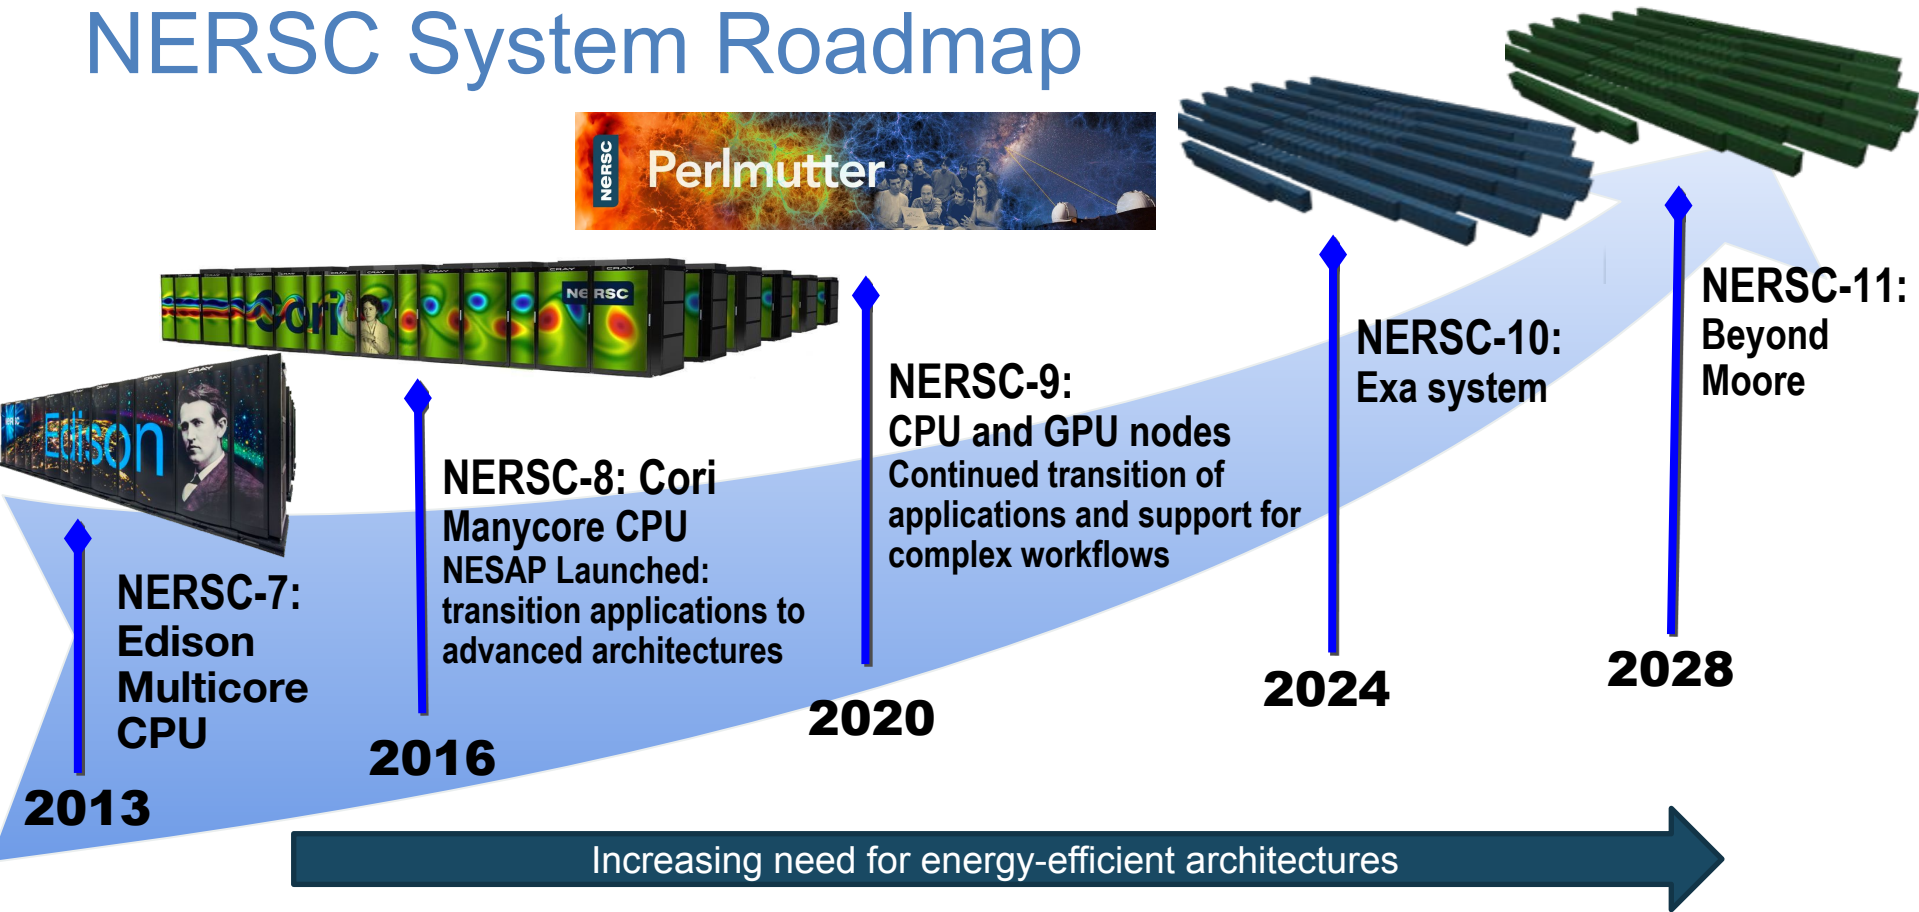 NERSC System Roadmap
NERSC
Perlmutter
CRAY
Cori
NERSC
CRAY
Edison
NERSC-7:
Edison
Multicore
CPU
2013
NERSC-8: Cori
Manycore CPU
NESAP Launched:
transition applications to
advanced architectures
2016
NERSC-9:
CPU and GPU nodes
Continued transition of
applications and support for
complex workflows
2020
NERSC-10:
Exa system
2024
NERSC-11:
Beyond
Moore
2028
Increasing need for energy-efficient architectures